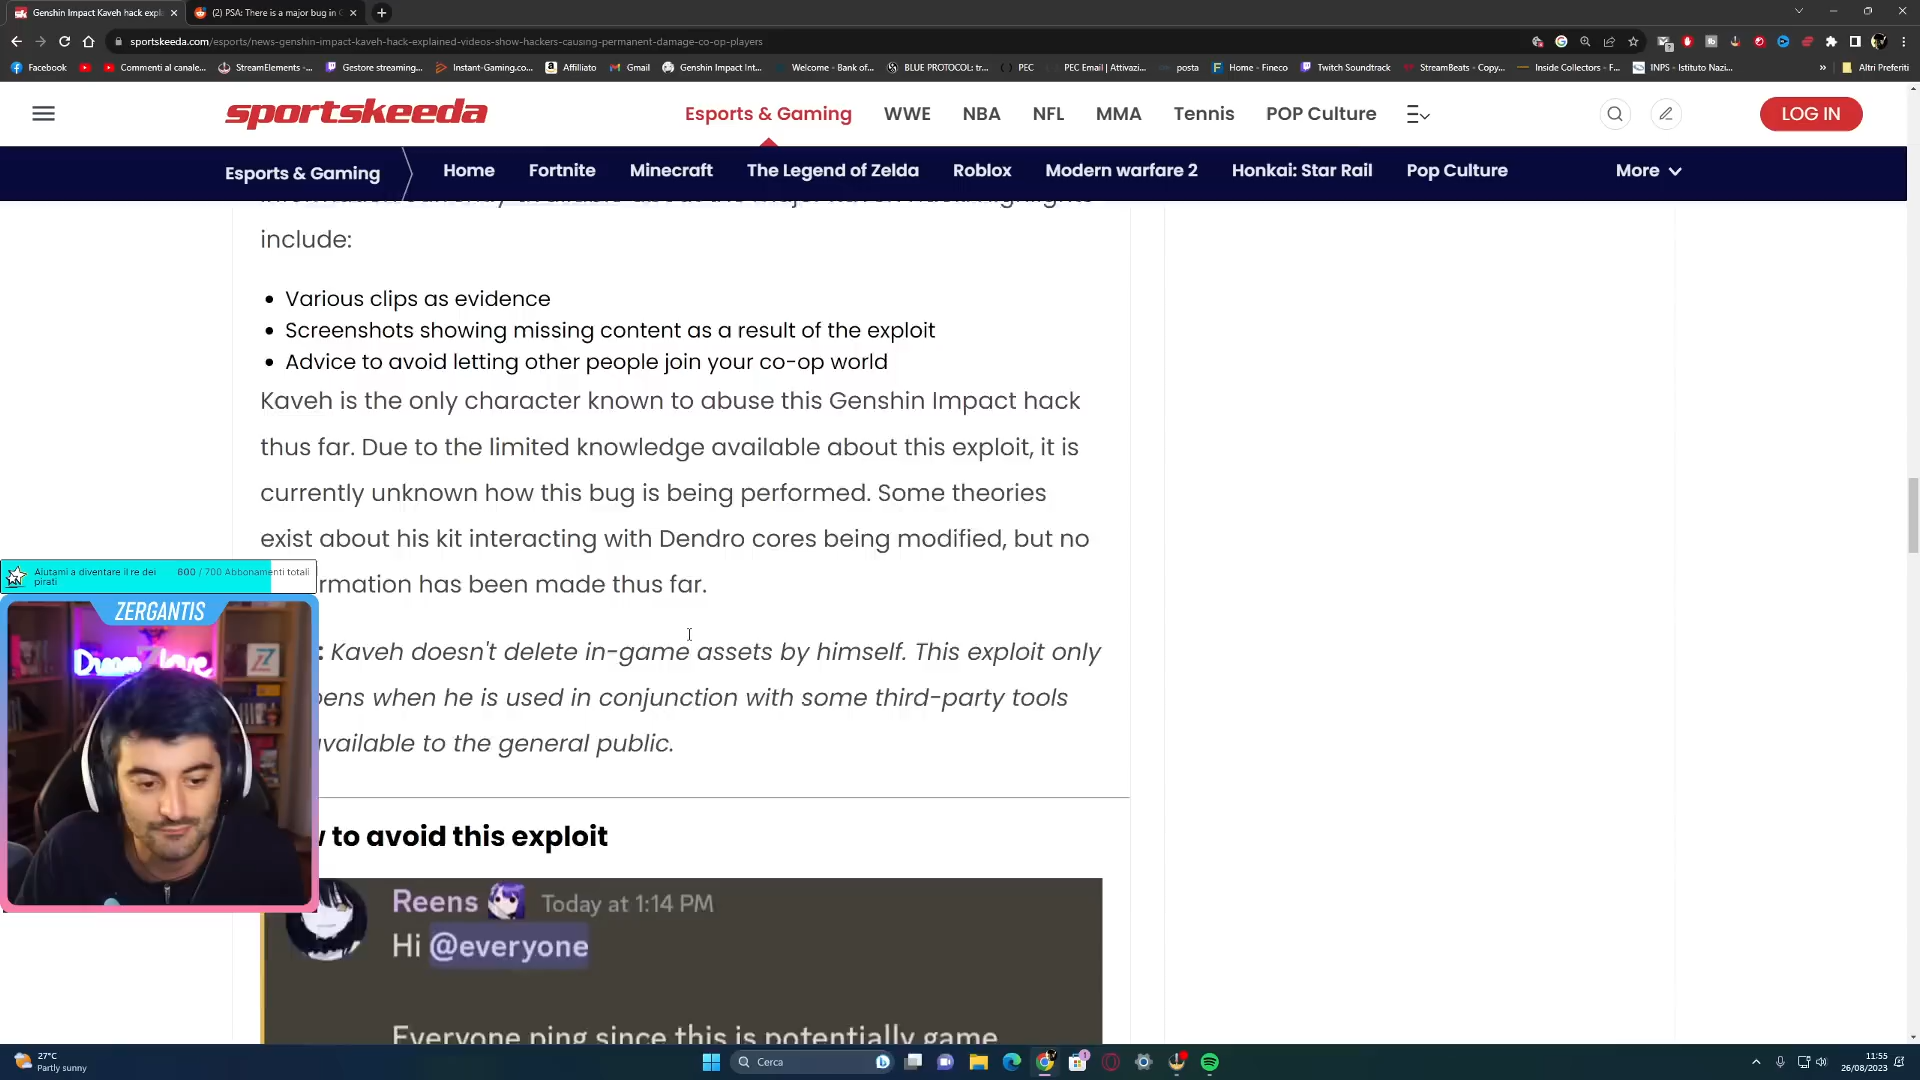 Genshin Impact Kaveh hack expl
(2) PSA: There is a major bug in
sportskeeda.com/esports/news-genshin-impact-kaveh-hack-explained-videos-show-hackers-causing-permanent-damage-co-op-players
Facebook
Commenti al canale...
StreamElements -...
Gestore streaming...
Instant-Gaming.co...
Affilliato
Gmail
Genshin Impact Int...
Welcome - Bank of...
BLUE PROTOCOL: tr...
PEC
PEC Email | Attivazi...
posta
Home - Fineco
Twitch Soundtrack
StreamBeats - Copy...
Inside Collectors - F...
INPS - Istituto Nazi...
Altri Preferiti
sportskeeda
Esports & Gaming
WWE
NBA
NFL
MMA
Tennis
POP Culture
LOG IN
Esports & Gaming
Home
Fortnite
Minecraft
The Legend of Zelda
Roblox
Modern warfare 2
Honkai: Star Rail
Pop Culture
More
include:
• Various clips as evidence
• Screenshots showing missing content as a result of the exploit
• Advice to avoid letting other people join your co-op world
Kaveh is the only character known to abuse this Genshin Impact hack
thus far. Due to the limited knowledge available about this exploit, it is
currently unknown how this bug is being performed. Some theories
exist about his kit interacting with Dendro cores being modified, but no
rmation has been made thus far.
: Kaveh doesn't delete in-game assets by himself. This exploit only
pens when he is used in conjunction with some third-party tools
vailable to the general public.
to avoid this exploit
Reens Today at 1:14 PM
Hi @everyone
Everyone ping since this is potentially game
Aiutami a diventare il re dei
pirati
600 / 700 Abbonamenti totali
ZERGANTIS
27°C
Partly sunny
Cerca
11:55
26/08/2023